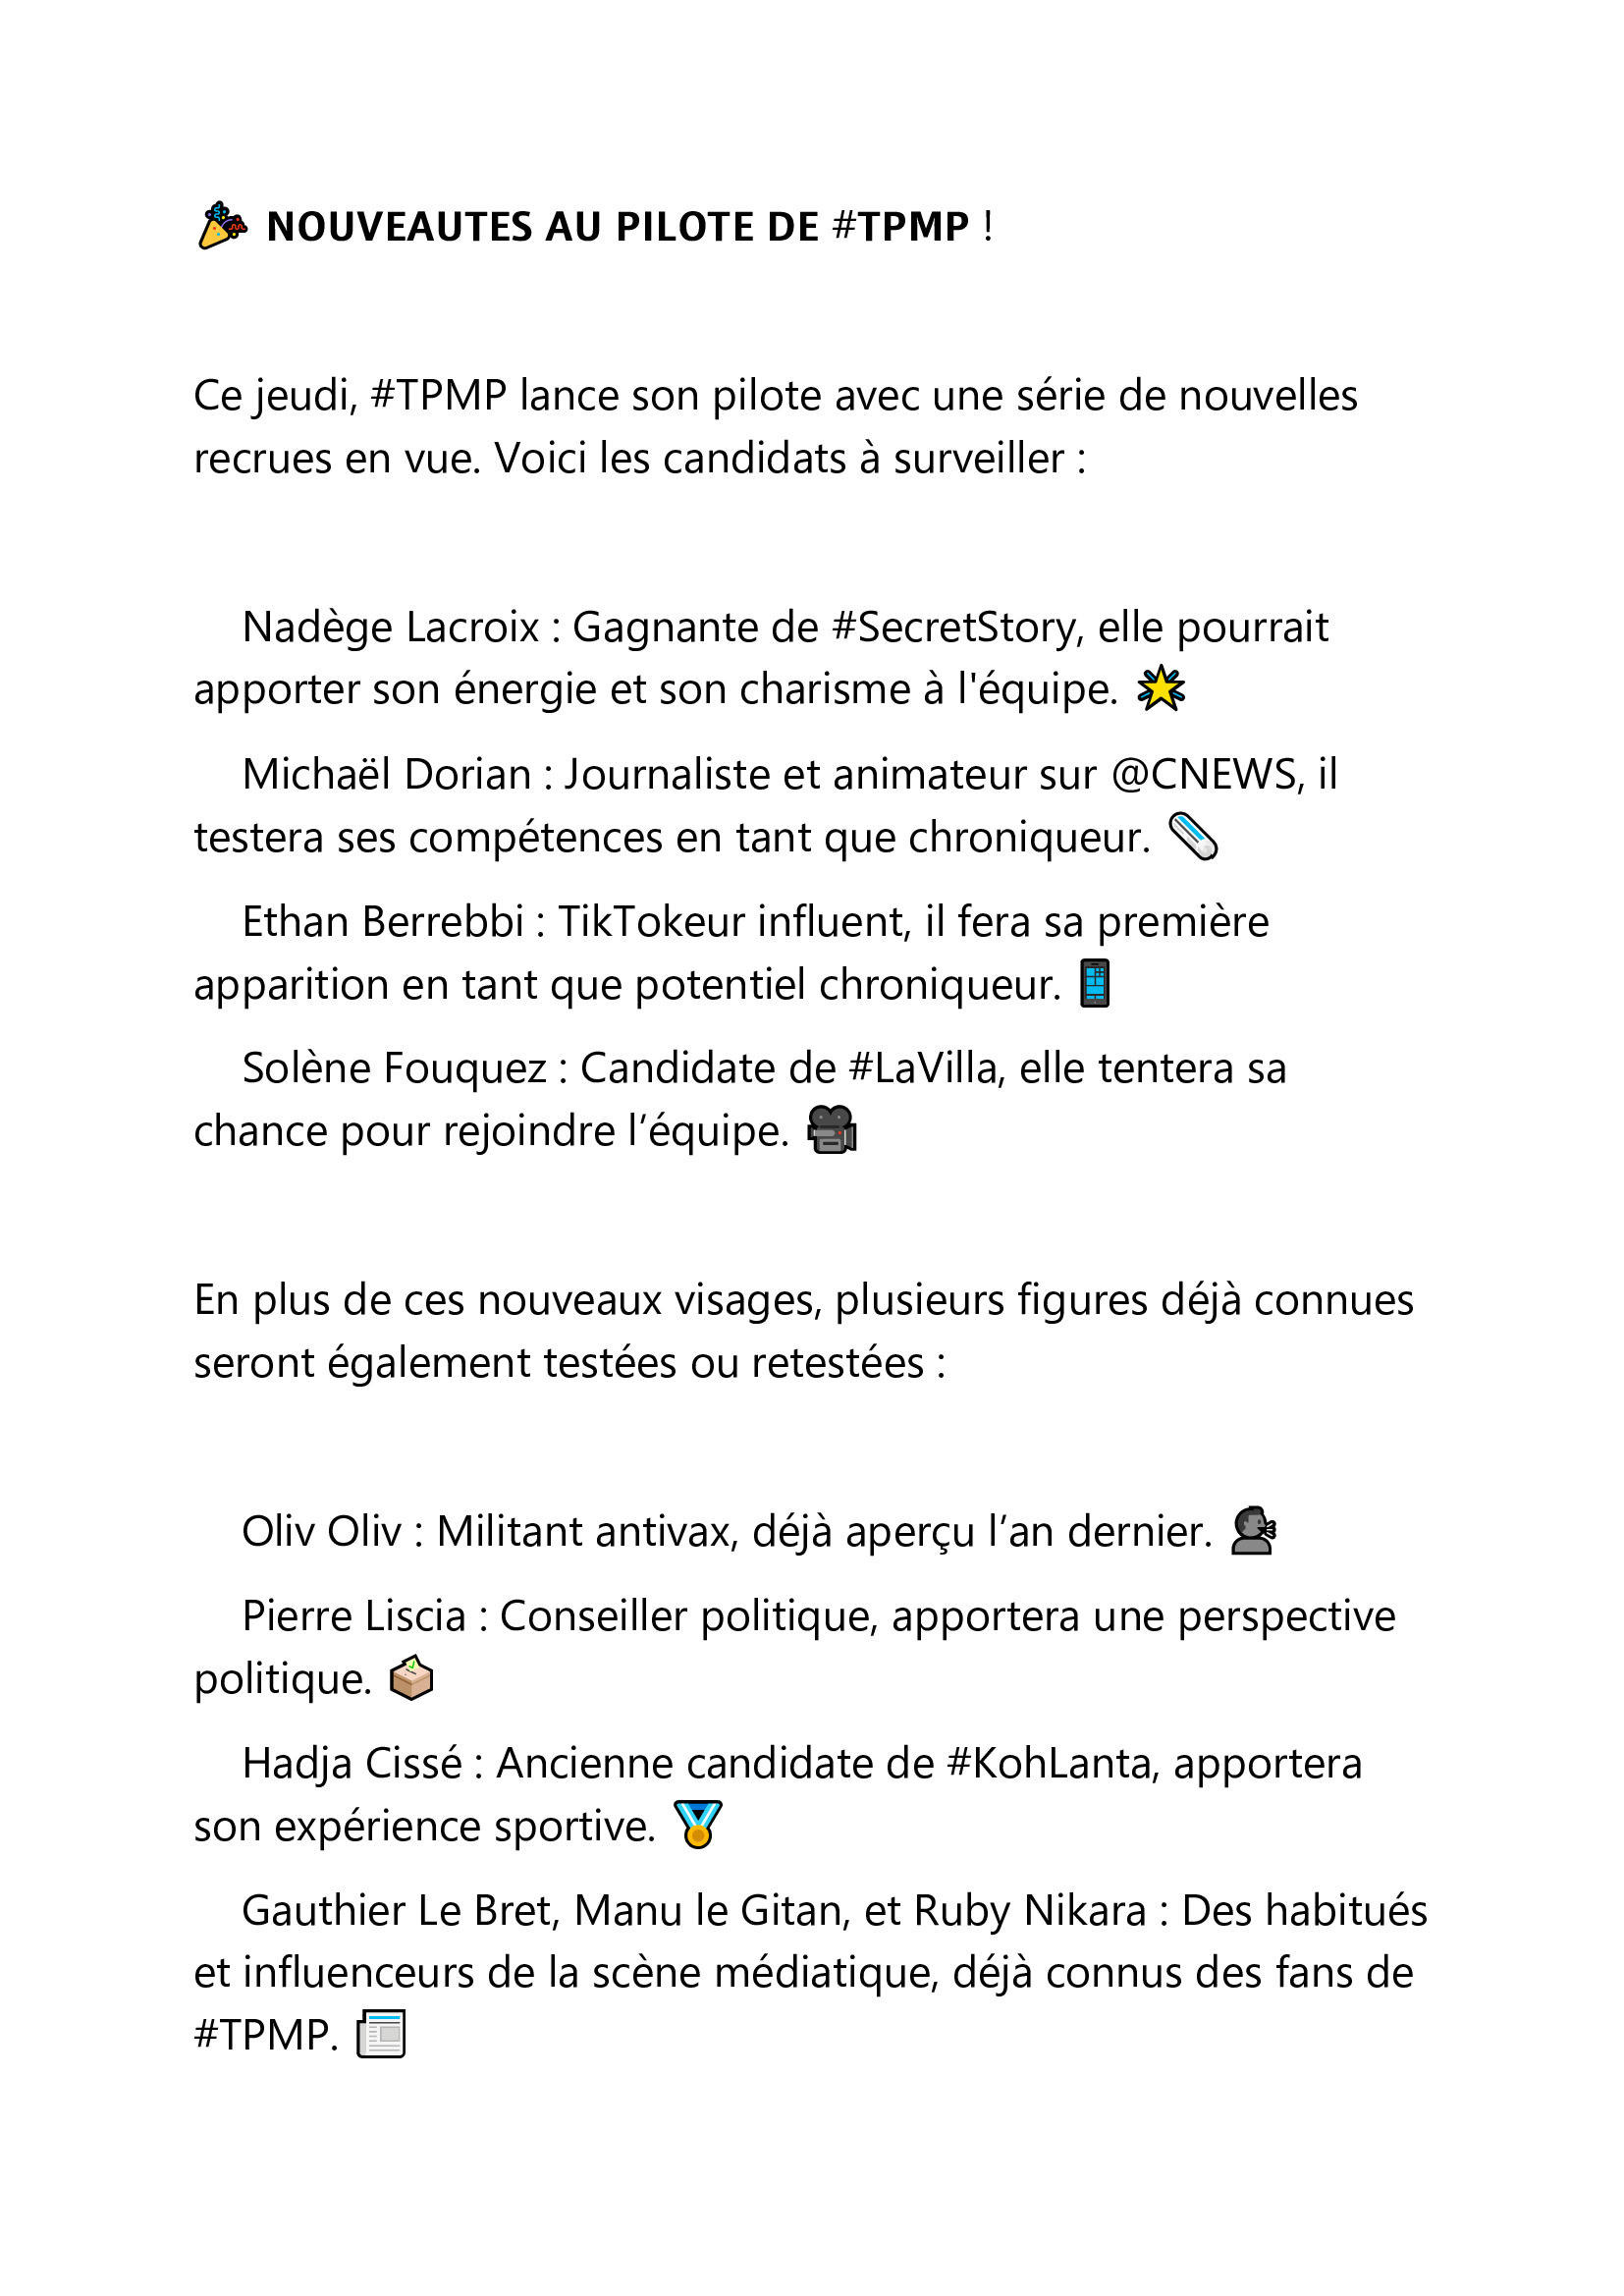 🎉 NOUVEAUTES AU PILOTE DE #TPMP !
Ce jeudi, #TPMP lance son pilote avec une série de nouvelles
recrues en vue. Voici les candidats à surveiller :
Nadège Lacroix : Gagnante de #SecretStory, elle pourrait
apporter son énergie et son charisme à l'équipe. 🌟
Michaël Dorian : Journaliste et animateur sur @CNEWS, il
testera ses compétences en tant que chroniqueur. 🗞️
Ethan Berrebbi : TikTokeur influent, il fera sa première
apparition en tant que potentiel chroniqueur. 📱
Solène Fouquez : Candidate de #LaVilla, elle tentera sa
chance pour rejoindre l’équipe. 🎥
En plus de ces nouveaux visages, plusieurs figures déjà connues
seront également testées ou retestées :
Oliv Oliv : Militant antivax, déjà aperçu l’an dernier. 🗣️
Pierre Liscia : Conseiller politique, apportera une perspective
politique. 🗳️
Hadja Cissé : Ancienne candidate de #KohLanta, apportera
son expérience sportive. 🏅
Gauthier Le Bret, Manu le Gitan, et Ruby Nikara : Des habitués
et influenceurs de la scène médiatique, déjà connus des fans de
#TPMP. 📰